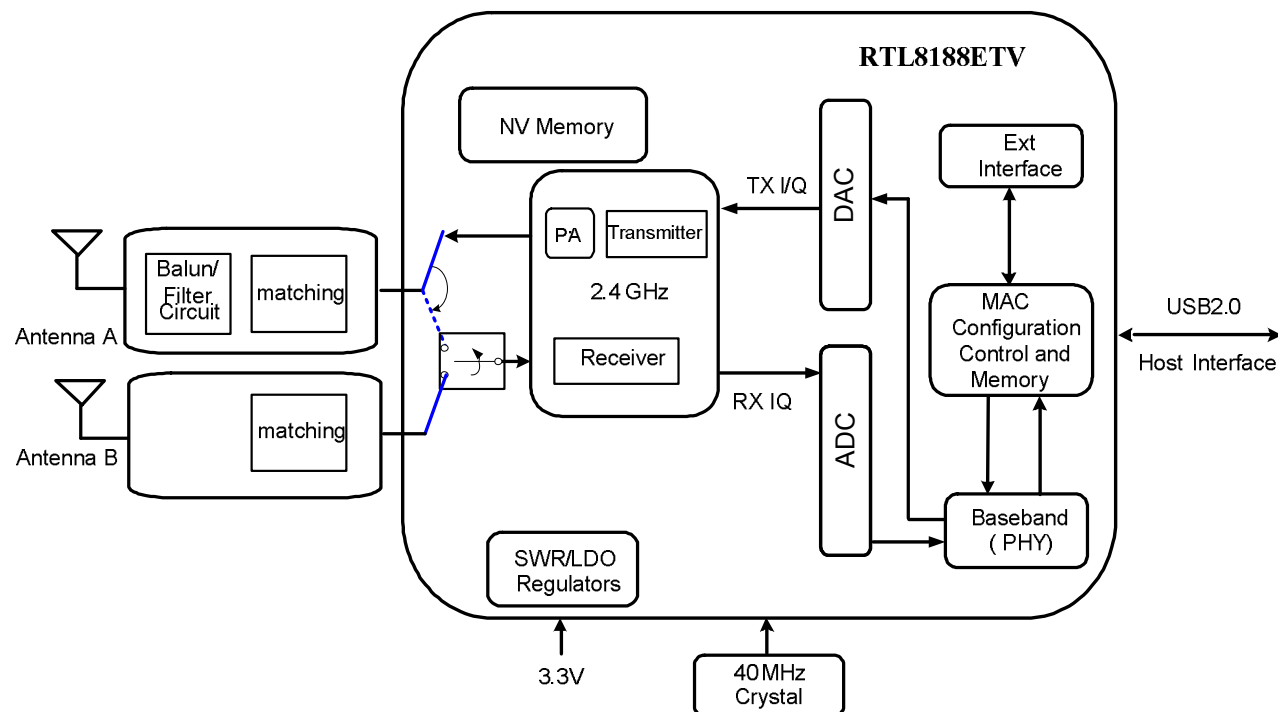 RTL8188ETV
NV Memory
Ext
Interface
TX I/Q
DAC
PA
Transmitter
2.4 GHz
Receiver
RX IQ
ADC
MAC
Configuration
Control and
Memory
USB2.0
Host Interface
Baseband
( PHY)
Balun/
Filter
Circuit
matching
Antenna A
matching
Antenna B
SWR/LDO
Regulators
3.3V
40MHz
Crystal